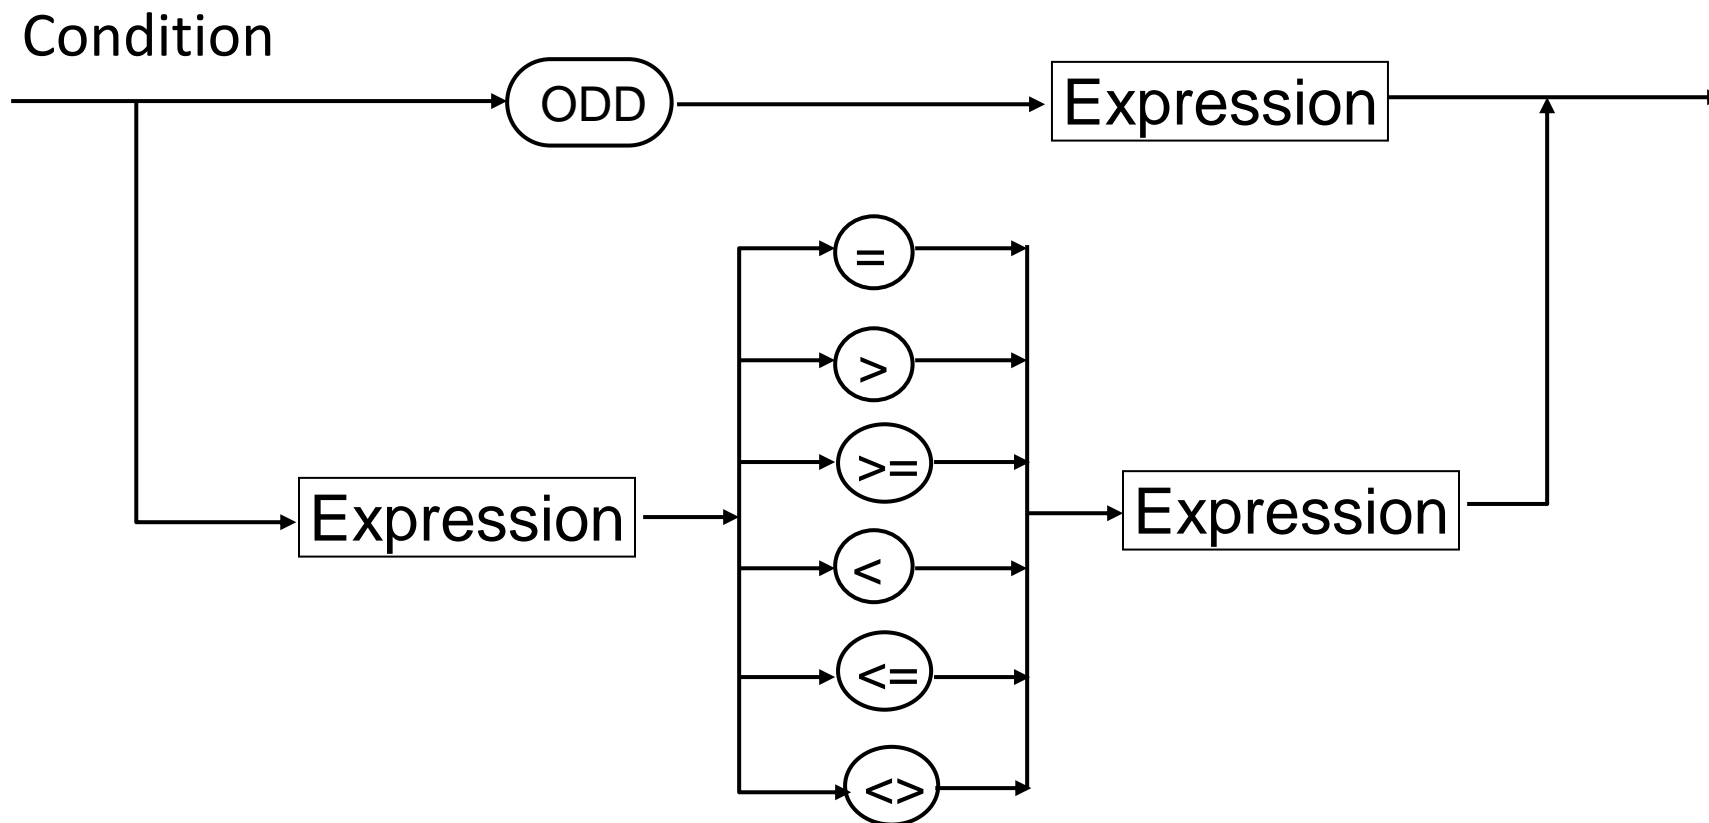 Condition
ODD
Expression
=
>
>=
Expression
Expression
<
<=
<>